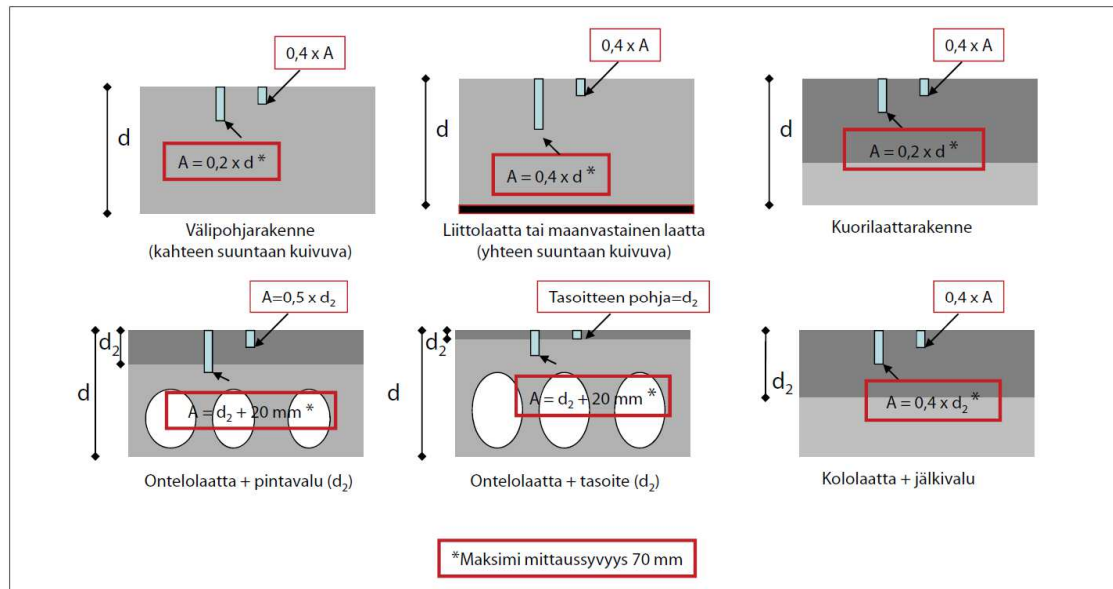 0,4 x A
d
A = 0,2 x d *
Välipohjarakenne
(kahteen suuntaan kuivuva)
0,4 x A
d
A = 0,4 x d *
Liittolaatta tai maanvastainen laatta
(yhteen suuntaan kuivuva)
0,4 x A
d
A = 0,2 x d *
Kuorilaattarakenne
A=0,5 x d₂
d₂
d
A = d₂ + 20 mm *
Ontelolaatta + pintavalu (d₂)
Tasoitteen pohja=d₂
d₂
d
A = d₂ + 20 mm *
Ontelolaatta + tasoite (d₂)
0,4 x A
d₂
A = 0,4 x d₂ *
Kololaatta + jälkivalu
*Maksimi mittaussyvyys 70 mm